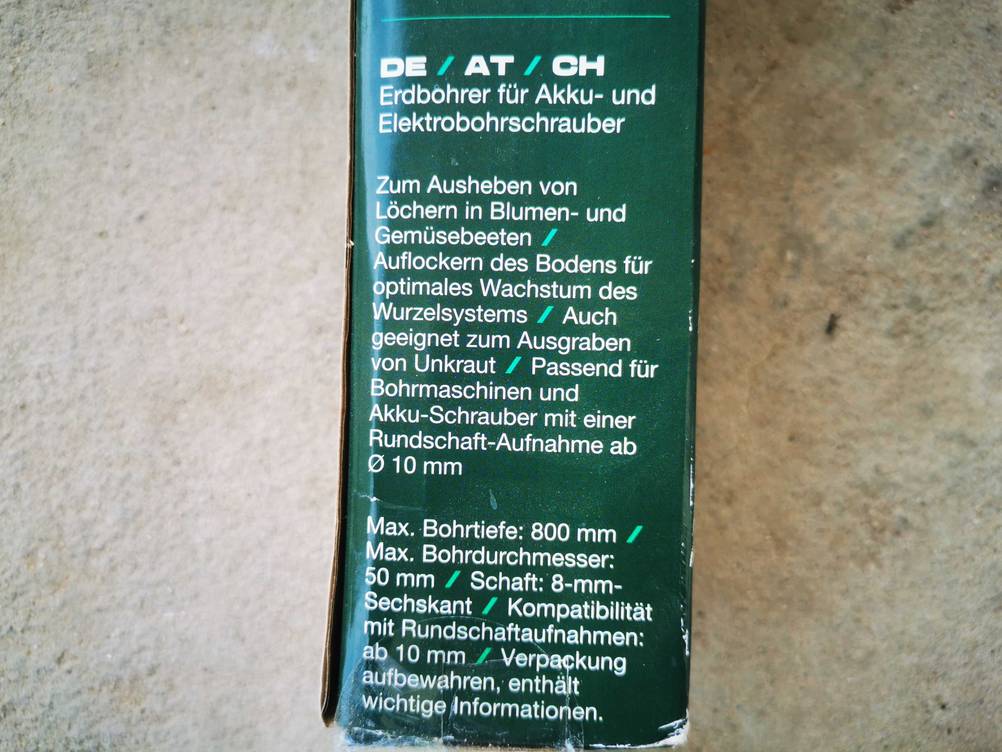 DE / AT / CH
Erdbohrer für Akku- und
Elektrobohrschrauber
Zum Ausheben von
Löchern in Blumen- und
Gemüsebeeten /
Auflockern des Bodens für
optimales Wachstum des
Wurzelsystems / Auch
geeignet zum Ausgraben
von Unkraut / Passend für
Bohrmaschinen und
Akku-Schrauber mit einer
Rundschaft-Aufnahme ab
Ø 10 mm
Max. Bohrtiefe: 800 mm /
Max. Bohrdurchmesser:
50 mm / Schaft: 8-mm-
Sechskant / Kompatibilität
mit Rundschaftaufnahmen:
ab 10 mm / Verpackung
aufbewahren, enthält
wichtige Informationen.